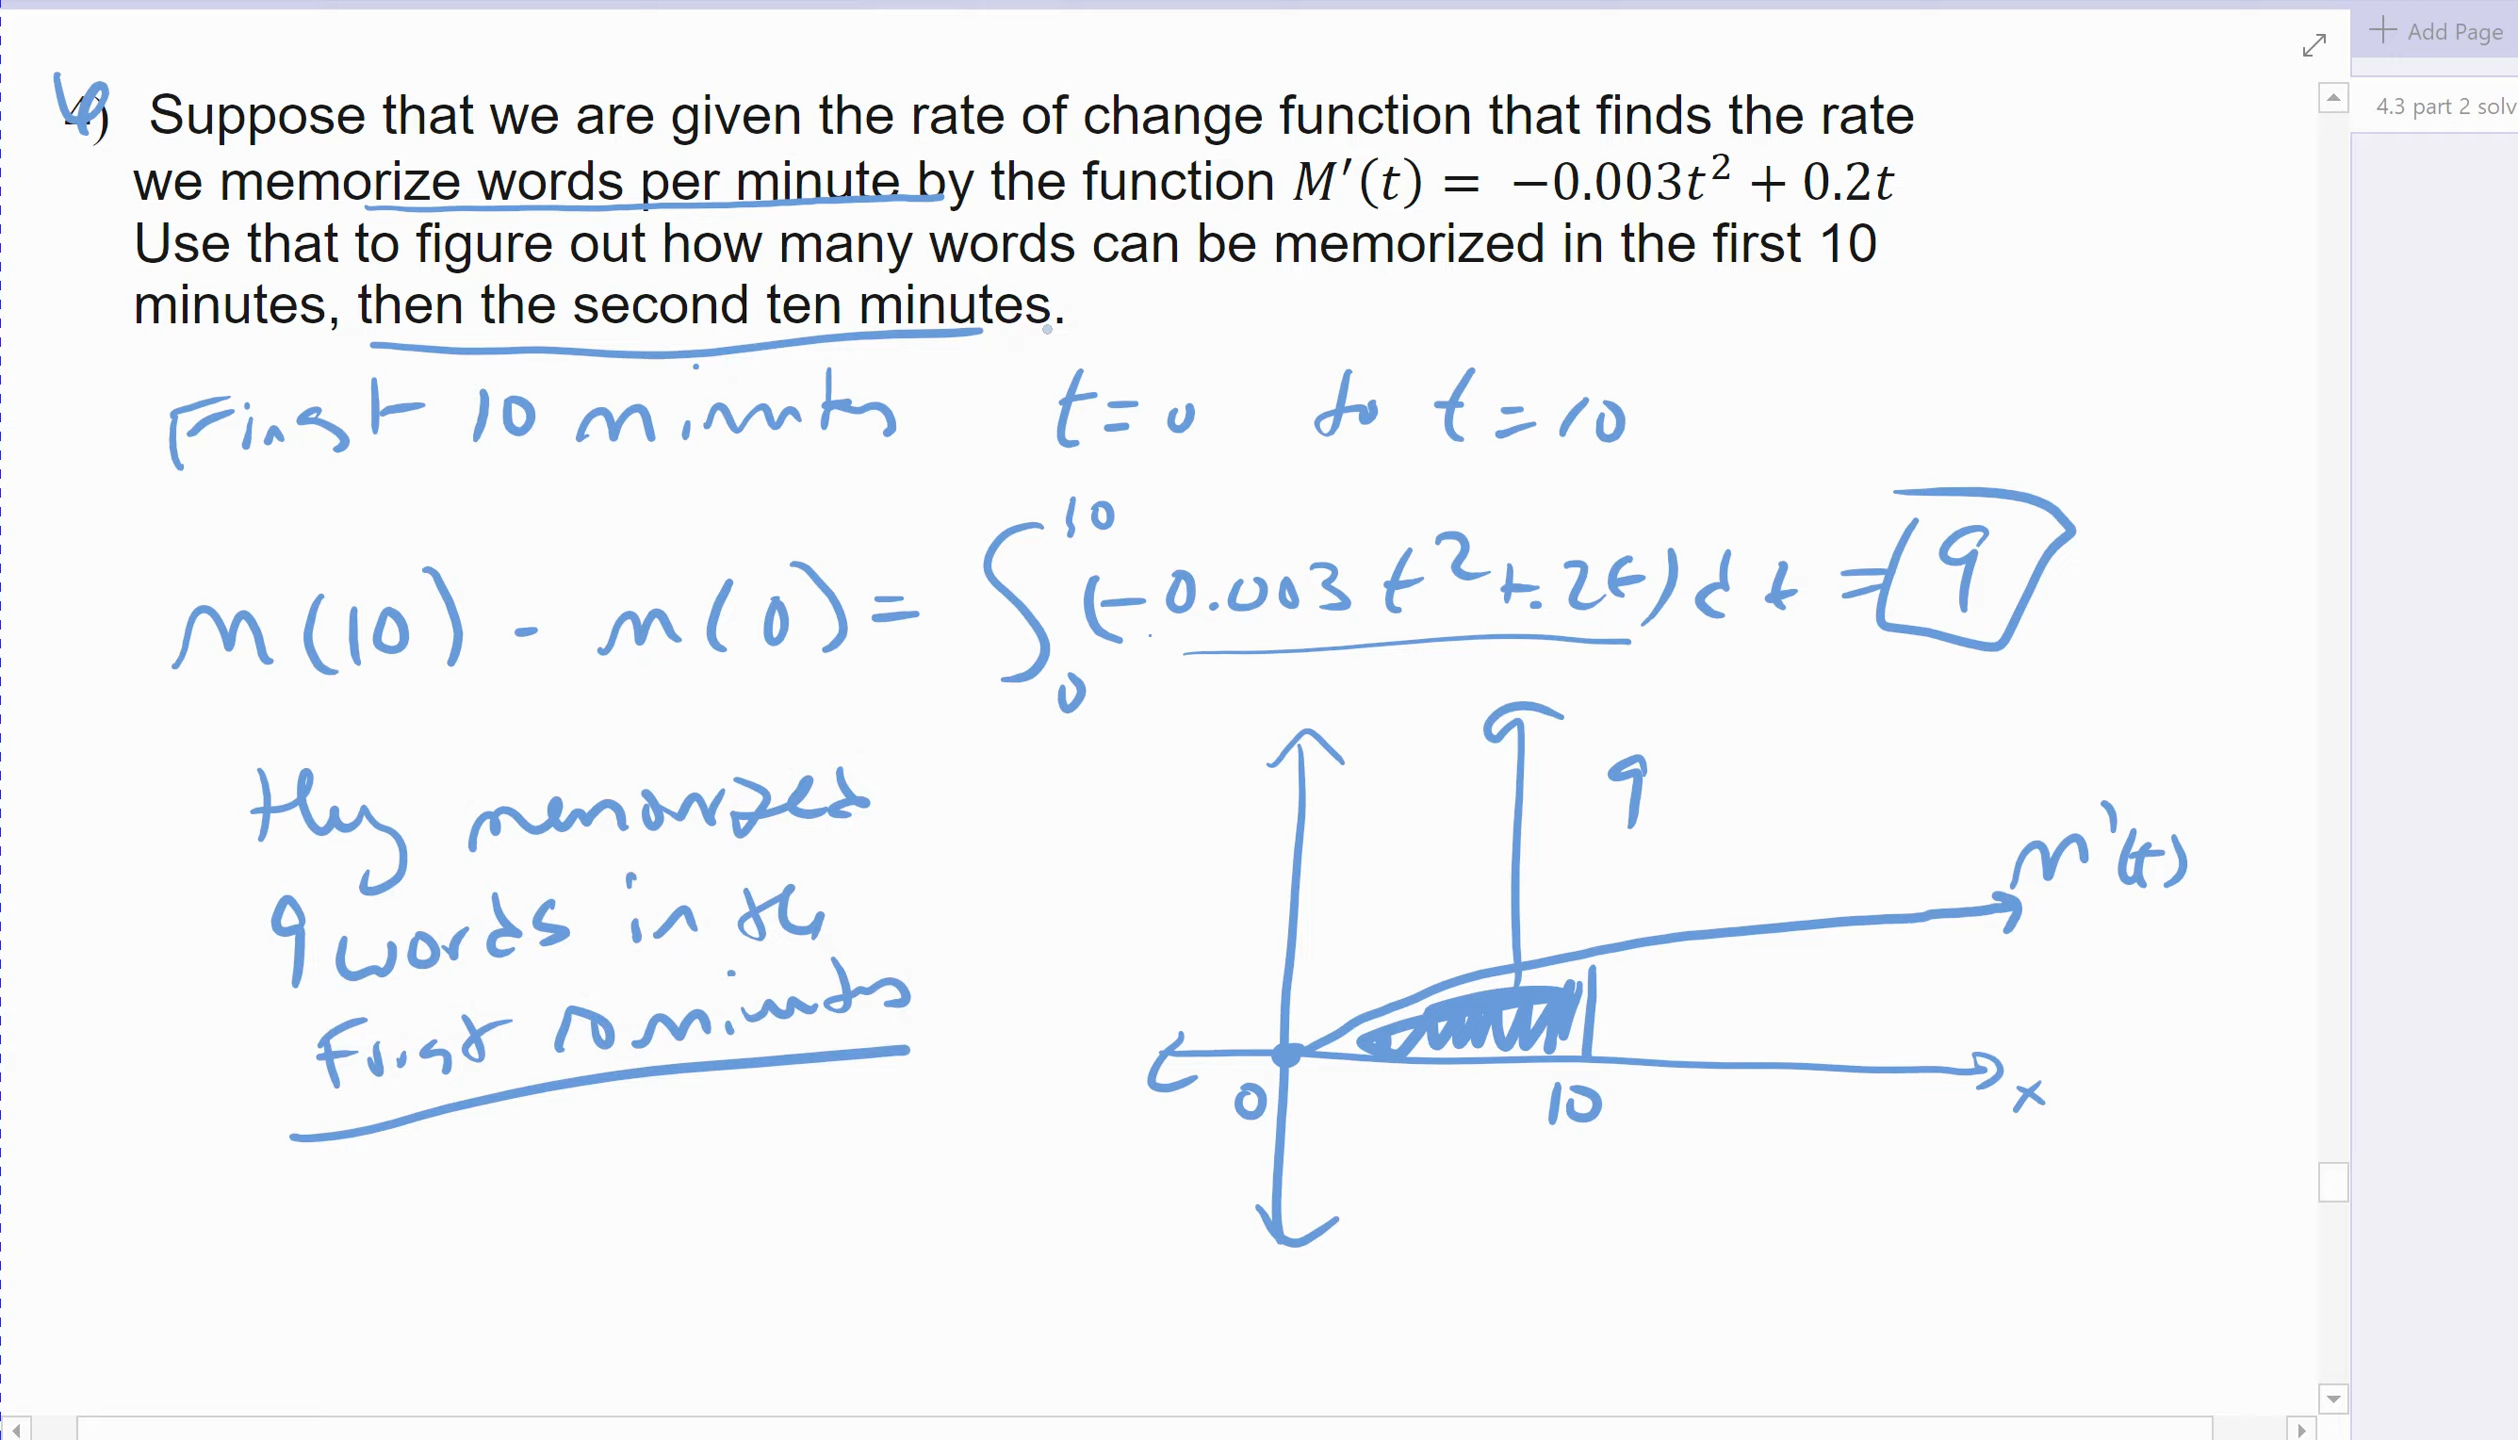 Add Page
4.3 part 2 solv
4) Suppose that we are given the rate of change function that finds the rate
we memorize words per minute by the function M′(t) = −0.003t² + 0.2t
Use that to figure out how many words can be memorized in the first 10
minutes, then the second ten minutes.
First 10 minutes t=0 to t=10
M(10) - M(0) = ∫₀¹⁰ (-0.003t²+.2t)dt = 9
they memorized
9 words in the
First 10 minutes
9
M'(t)
0 10 x